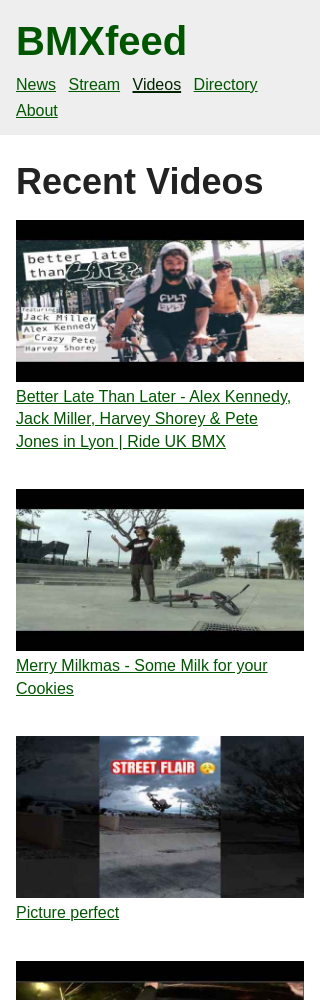 BMXfeed
News Stream Videos Directory
About
Recent Videos
better late
than LATER
featuring
Jack Miller
Alex Kennedy
Crazy Pete
Harvey Shorey
CVLT
Better Late Than Later - Alex Kennedy,
Jack Miller, Harvey Shorey & Pete
Jones in Lyon | Ride UK BMX
Merry Milkmas - Some Milk for your
Cookies
STREET FLAIR
Picture perfect